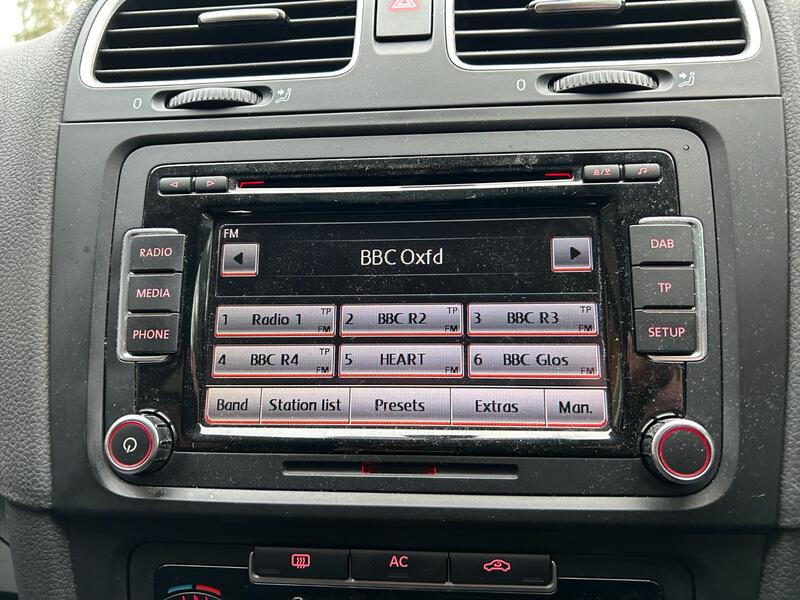 0
0
FM
BBC Oxfd
RADIO
MEDIA
PHONE
DAB
TP
SETUP
1 Radio 1 TP FM
2 BBC R2 TP FM
3 BBC R3 TP FM
4 BBC R4 TP FM
5 HEART FM
6 BBC Glos FM
Band Station list Presets Extras Man.
AC